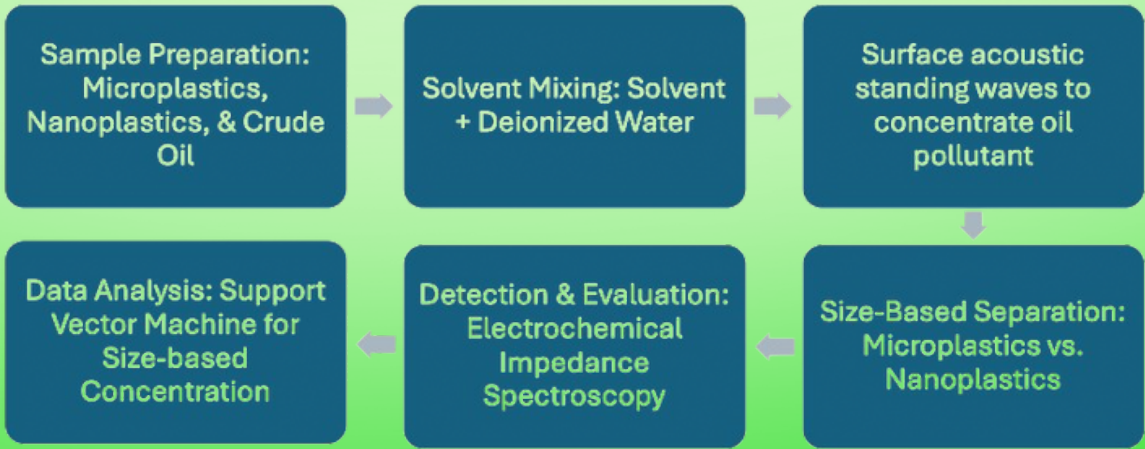 Sample Preparation:
Microplastics,
Nanoplastics, & Crude
Oil
Solvent Mixing: Solvent
+ Deionized Water
Surface acoustic
standing waves to
concentrate oil
pollutant
Size-Based Separation:
Microplastics vs.
Nanoplastics
Detection & Evaluation:
Electrochemical
Impedance
Spectroscopy
Data Analysis: Support
Vector Machine for
Size-based
Concentration